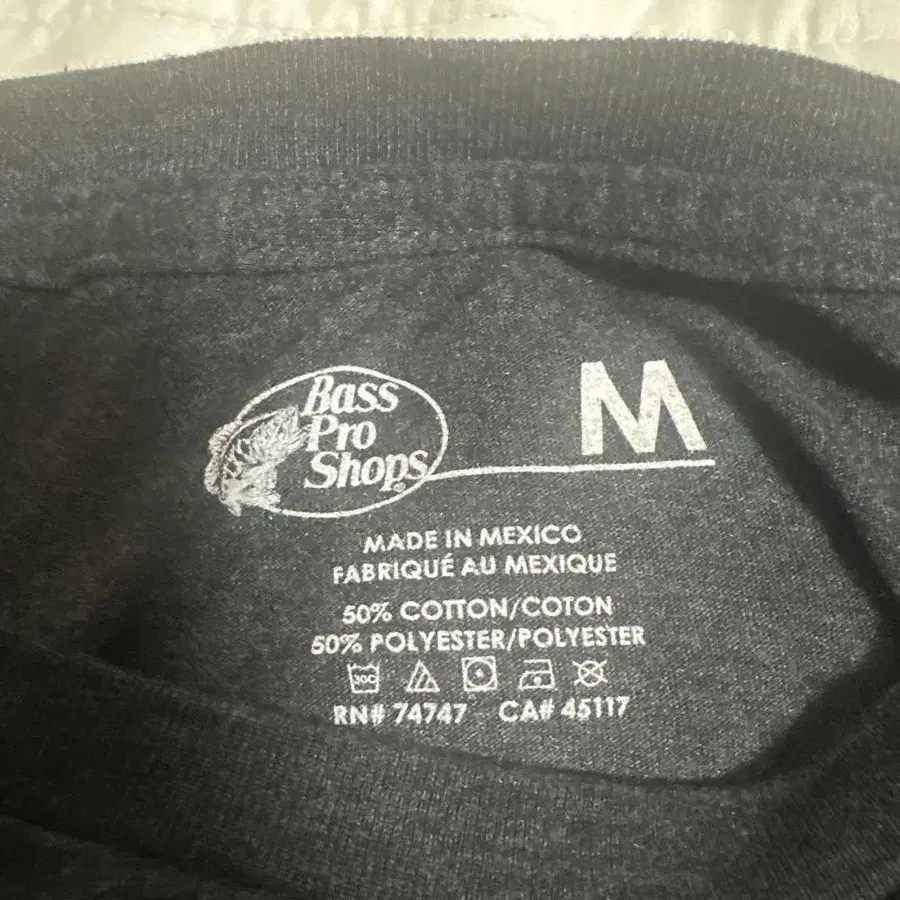 Bass
Pro
Shops®
M
MADE IN MEXICO
FABRIQUÉ AU MEXIQUE
50% COTTON/COTON
50% POLYESTER/POLYESTER
30C
RN# 74747 CA# 45117